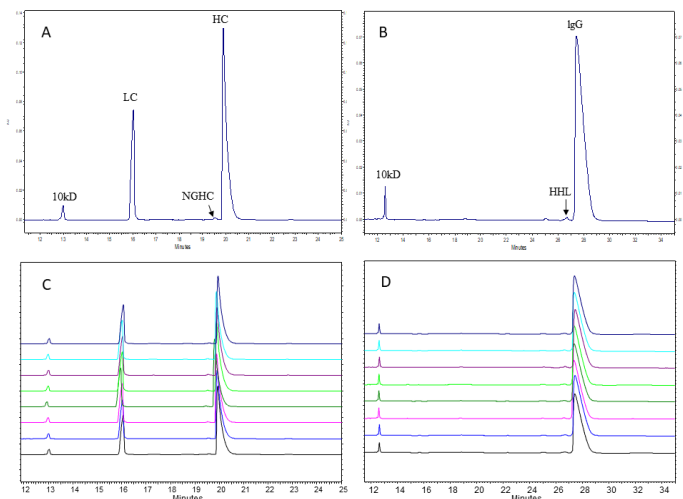 A
HC
LC
NGHC
10kD
12 13 14 15 16 17 18 19 20 21 22 23 24 25
Minutes
B
IgG
10kD
HHL
12 14 16 18 20 22 24 26 28 30 32 34
Minutes
C
12 13 14 15 16 17 18 19 20 21 22 23 24 25
Minutes
D
12 14 16 18 20 22 24 26 28 30 32 34
Minutes